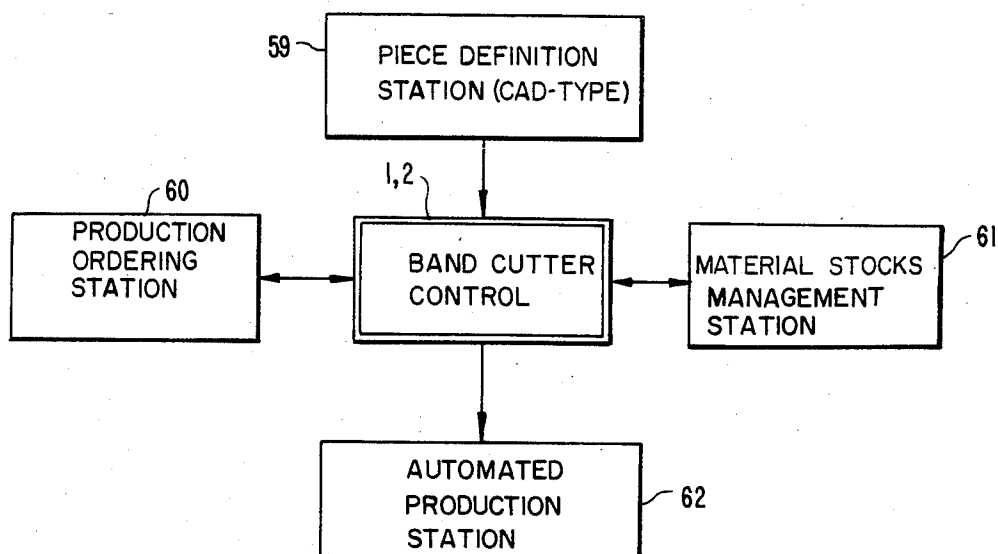 59
PIECE DEFINITION
STATION (CAD-TYPE)
1,2
60
PRODUCTION
ORDERING
STATION
BAND CUTTER
CONTROL
61
MATERIAL STOCKS
MANAGEMENT
STATION
AUTOMATED
PRODUCTION
STATION
62